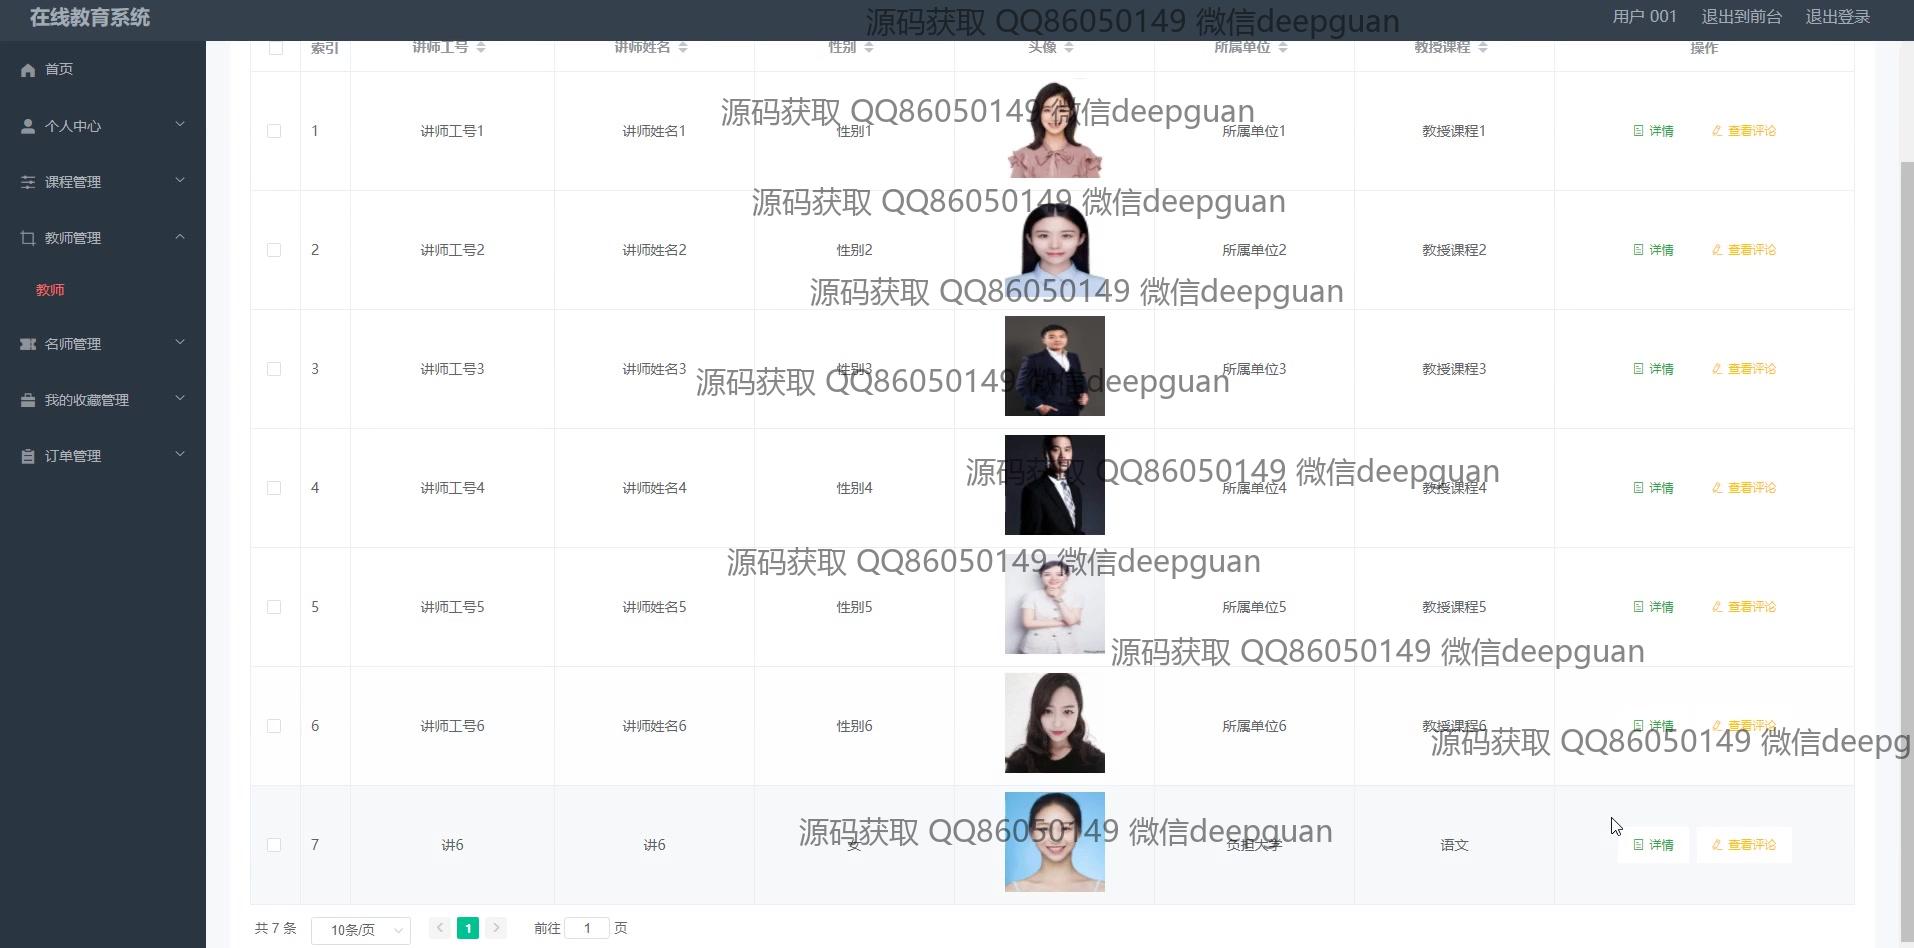 在线教育系统
源码获取 QQ86050149 微信deepguan
用户 001 退出到前台 退出登录
索引 讲师工号 讲师姓名 性别 头像 所属单位 教授课程 操作
首页
个人中心
课程管理
教师管理
教师
名师管理
我的收藏管理
订单管理
源码获取 QQ86050149 微信deepguan
1 讲师工号1 讲师姓名1 性别1 所属单位1 教授课程1 详情 查看评论
源码获取 QQ86050149 微信deepguan
2 讲师工号2 讲师姓名2 性别2 所属单位2 教授课程2 详情 查看评论
源码获取 QQ86050149 微信deepguan
3 讲师工号3 讲师姓名3 性别3 所属单位3 教授课程3 详情 查看评论
源码获取 QQ86050149 微信deepguan
源码获取 QQ86050149 微信deepguan
4 讲师工号4 讲师姓名4 性别4 所属单位4 教授课程4 详情 查看评论
源码获取 QQ86050149 微信deepguan
5 讲师工号5 讲师姓名5 性别5 所属单位5 教授课程5 详情 查看评论
源码获取 QQ86050149 微信deepguan
6 讲师工号6 讲师姓名6 性别6 所属单位6 教授课程6 详情 查看评论
源码获取 QQ86050149 微信deepg
源码获取 QQ86050149 微信deepguan
7 讲6 讲6 女 负担大学 语文 详情 查看评论
共 7 条 10条/页 1 前往 1 页